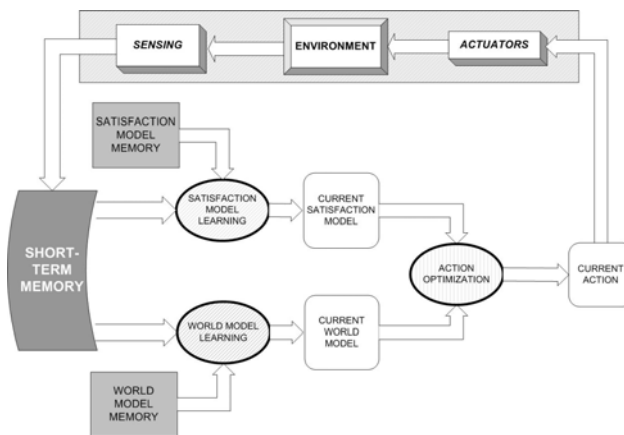 SENSING
ENVIRONMENT
ACTUATORS
SATISFACTION
MODEL
MEMORY
SATISFACTION
MODEL
LEARNING
CURRENT
SATISFACTION
MODEL
SHORT-
TERM
MEMORY
ACTION
OPTIMIZATION
CURRENT
ACTION
WORLD MODEL
LEARNING
CURRENT
WORLD
MODEL
WORLD
MODEL
MEMORY